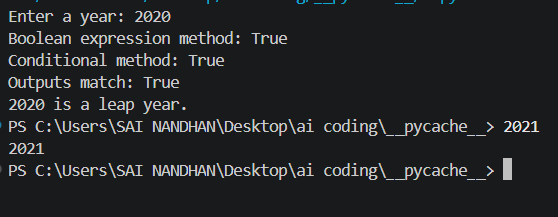 Enter a year: 2020
Boolean expression method: True
Conditional method: True
Outputs match: True
2020 is a leap year.
PS C:\Users\SAI NANDHAN\Desktop\ai coding\__pycache__> 2021
2021
PS C:\Users\SAI NANDHAN\Desktop\ai coding\__pycache__>